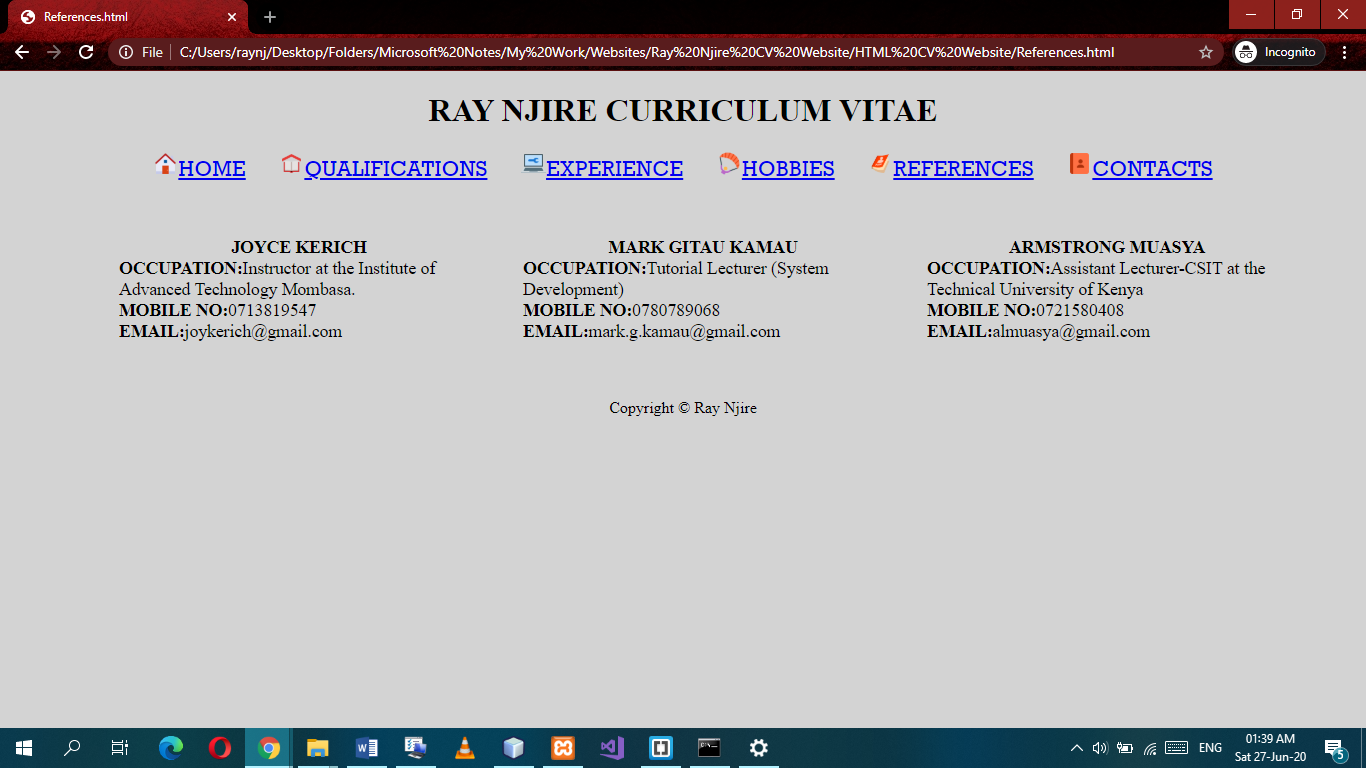 References.html
File
C:/Users/raynj/Desktop/Folders/Microsoft%20Notes/My%20Work/Websites/Ray%20Njire%20CV%20Website/HTML%20CV%20Website/References.html
Incognito
RAY NJIRE CURRICULUM VITAE
HOME QUALIFICATIONS EXPERIENCE HOBBIES REFERENCES CONTACTS
JOYCE KERICH
OCCUPATION:Instructor at the Institute of
Advanced Technology Mombasa.
MOBILE NO:0713819547
EMAIL:joykerich@gmail.com
MARK GITAU KAMAU
OCCUPATION:Tutorial Lecturer (System
Development)
MOBILE NO:0780789068
EMAIL:mark.g.kamau@gmail.com
ARMSTRONG MUASYA
OCCUPATION:Assistant Lecturer-CSIT at the
Technical University of Kenya
MOBILE NO:0721580408
EMAIL:almuasya@gmail.com
Copyright © Ray Njire
ENG
01:39 AM
Sat 27-Jun-20
5